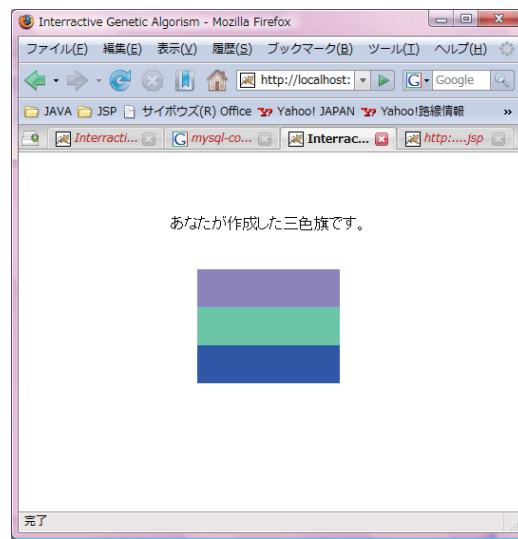 Interractive Genetic Algorism - Mozilla Firefox
ファイル(F) 編集(E) 表示(V) 履歴(S) ブックマーク(B) ツール(T) ヘルプ(H)
http://localhost: G Google
JAVA JSP サイボウズ(R) Office Yahoo! JAPAN Yahoo!路線情報 »
Interracti... G mysql-co... Interrac... http:....jsp
あなたが作成した三色旗です。
完了